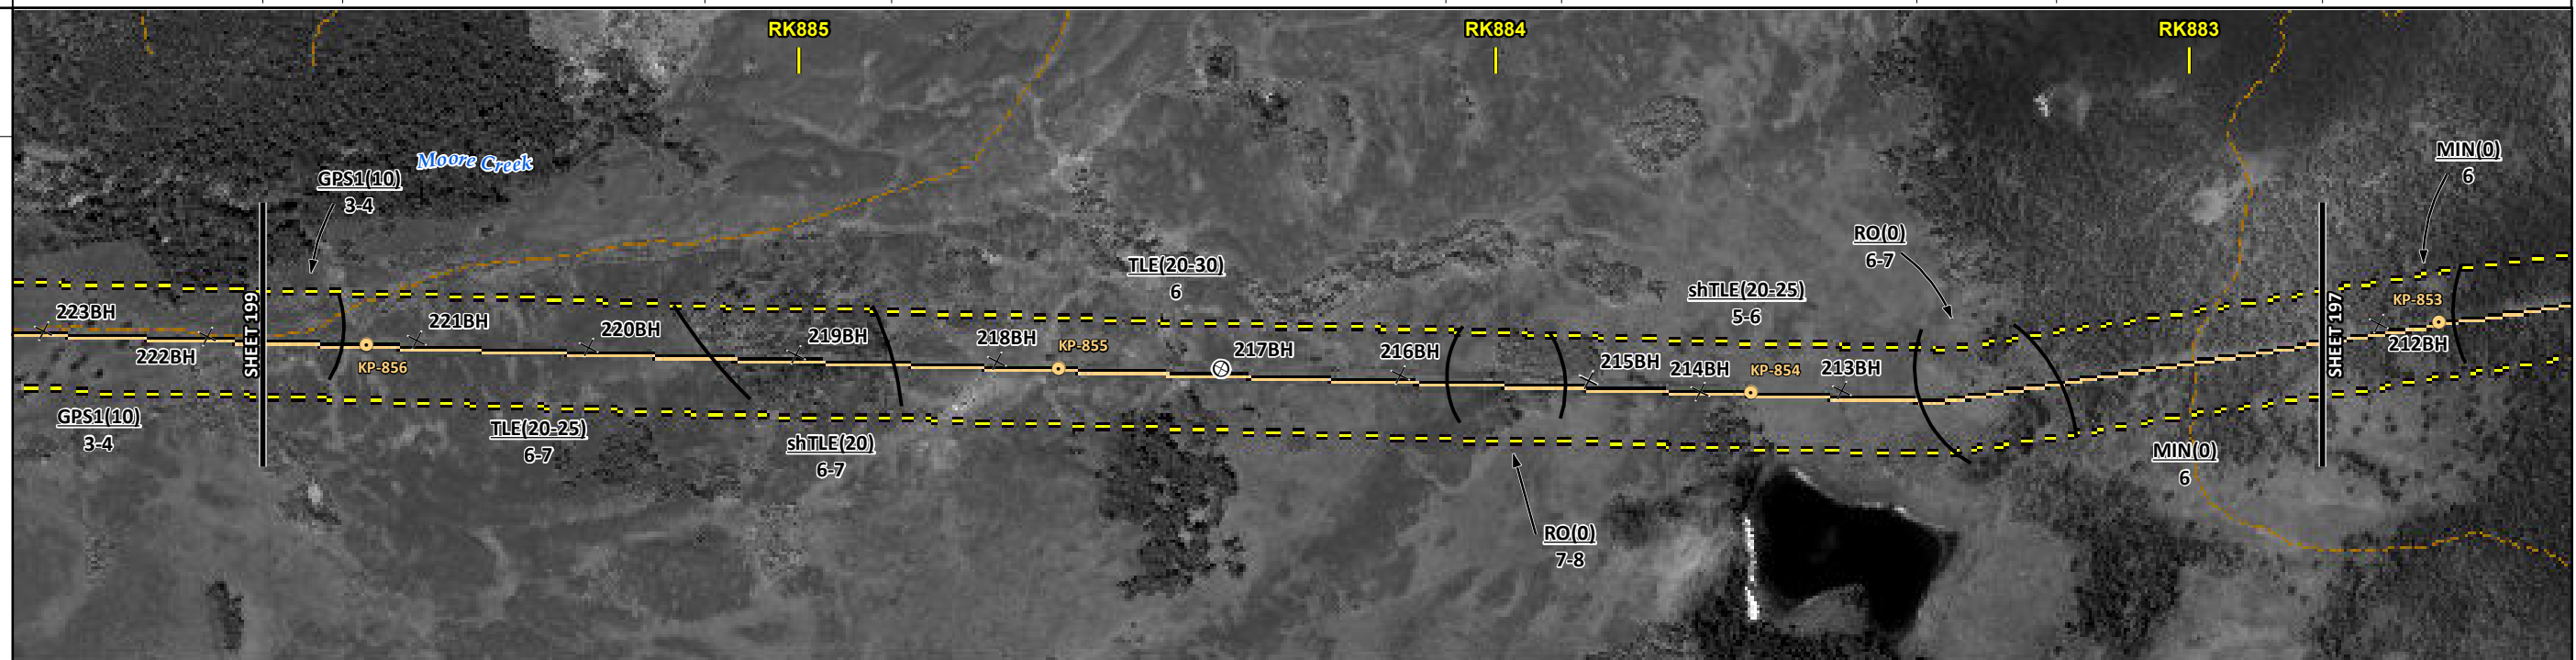 RK885
RK884
RK883
Moore Creek
GPS1(10)
3-4
MIN(0)
6
RO(0)
6-7
TLE(20-30)
6
shTLE(20-25)
5-6
SHEET 199
SHEET 197
223BH
222BH
221BH
220BH
219BH
218BH
217BH
216BH
215BH
214BH
213BH
212BH
KP-856
KP-855
KP-854
KP-853
GPS1(10)
3-4
TLE(20-25)
6-7
shTLE(20)
6-7
RO(0)
7-8
MIN(0)
6